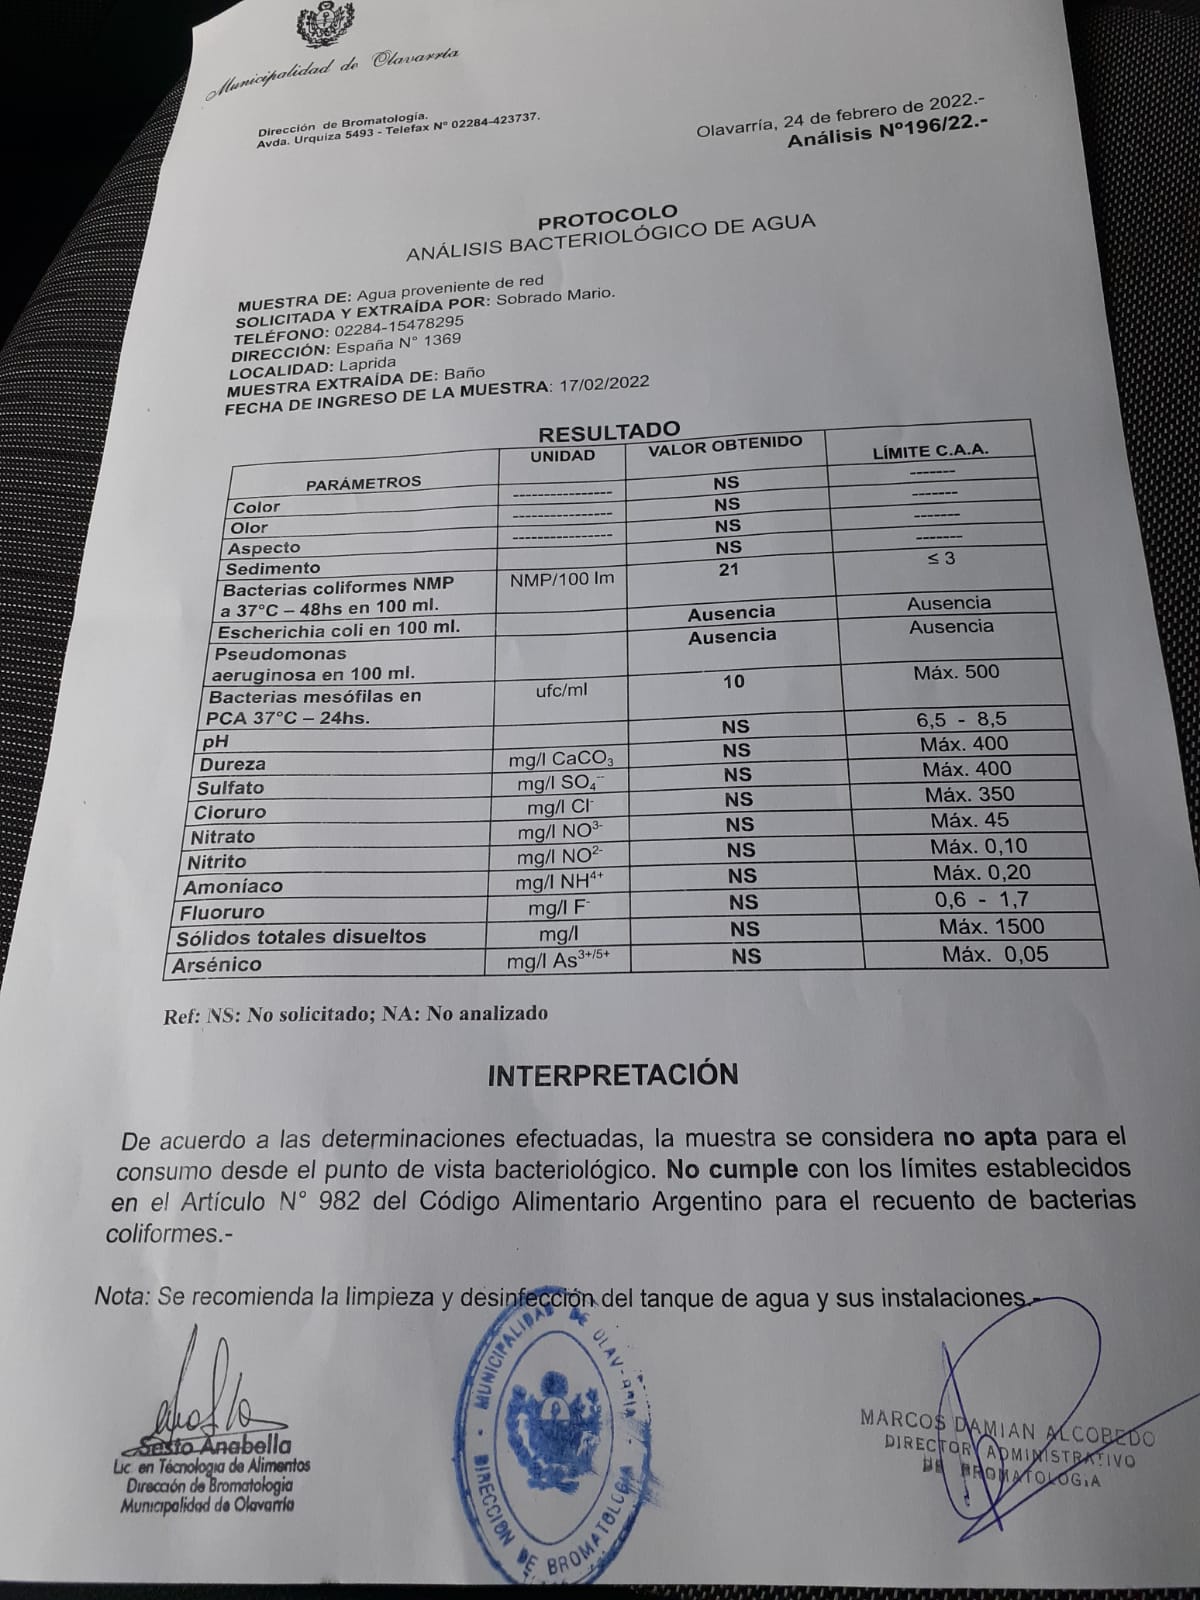 Municipalidad de Olavarría
Dirección de Bromatología.
Avda. Urquiza 5493 - Telefax Nº 02284-423737.
Olavarría, 24 de febrero de 2022.-
Análisis Nº196/22.-
PROTOCOLO
ANÁLISIS BACTERIOLÓGICO DE AGUA
MUESTRA DE: Agua proveniente de red
SOLICITADA Y EXTRAÍDA POR: Sobrado Mario.
TELÉFONO: 02284-15478295
DIRECCIÓN: España N° 1369
LOCALIDAD: Laprida
MUESTRA EXTRAÍDA DE: Baño
FECHA DE INGRESO DE LA MUESTRA: 17/02/2022
RESULTADO
PARÁMETROS UNIDAD VALOR OBTENIDO LÍMITE C.A.A.
Color ---------------- NS -------
Olor ---------------- NS -------
Aspecto ---------------- NS -------
Sedimento NS -------
Bacterias coliformes NMP NMP/100 lm 21 ≤ 3
a 37°C – 48hs en 100 ml.
Escherichia coli en 100 ml. Ausencia Ausencia
Pseudomonas Ausencia Ausencia
aeruginosa en 100 ml.
Bacterias mesófilas en ufc/ml 10 Máx. 500
PCA 37°C – 24hs.
pH NS 6,5 - 8,5
Dureza mg/l CaCO3 NS Máx. 400
Sulfato mg/l SO4-- NS Máx. 400
Cloruro mg/l Cl- NS Máx. 350
Nitrato mg/l NO3- NS Máx. 45
Nitrito mg/l NO2- NS Máx. 0,10
Amoníaco mg/l NH4+ NS Máx. 0,20
Fluoruro mg/l F- NS 0,6 - 1,7
Sólidos totales disueltos mg/l NS Máx. 1500
Arsénico mg/l As3+/5+ NS Máx. 0,05
Ref: NS: No solicitado; NA: No analizado
INTERPRETACIÓN
De acuerdo a las determinaciones efectuadas, la muestra se considera no apta para el
consumo desde el punto de vista bacteriológico. No cumple con los límites establecidos
en el Artículo N° 982 del Código Alimentario Argentino para el recuento de bacterias
coliformes.-
Nota: Se recomienda la limpieza y desinfección del tanque de agua y sus instalaciones.-
Sesto Anabella
Lic. en Técnologia de Alimentos
Dirección de Bromatologia
Municipalidad de Olavarría
MUNICIPALIDAD DE OLAVARRIA
DIRECCION DE BROMATOLOGIA
MARCOS DAMIAN ALCOBEDO
DIRECTOR ADMINISTRATIVO
DE BROMATOLOGIA